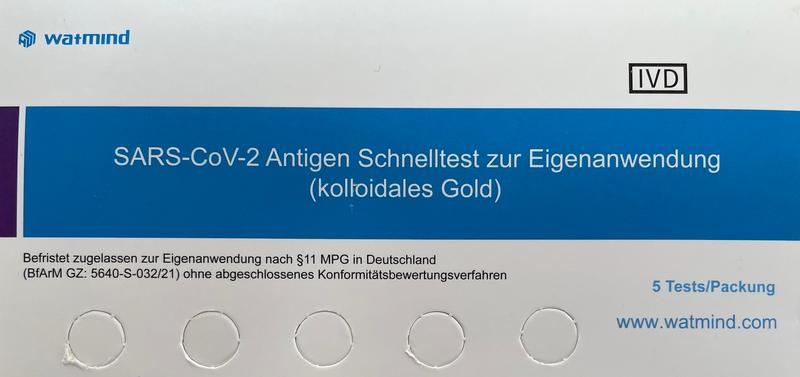 watmind
IVD
SARS-CoV-2 Antigen Schnelltest zur Eigenanwendung
(kolloidales Gold)
Befristet zugelassen zur Eigenanwendung nach §11 MPG in Deutschland
(BfArM GZ: 5640-S-032/21) ohne abgeschlossenes Konformitätsbewertungsverfahren
5 Tests/Packung
www.watmind.com